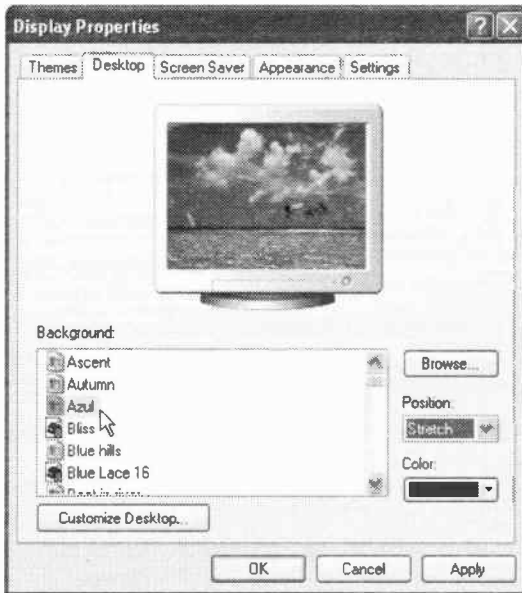 Display Properties
Themes Desktop Screen Saver Appearance Settings
Background:
Ascent
Autumn
Azul
Bliss
Blue hills
Blue Lace 16
Browse...
Position:
Stretch
Color:
Customize Desktop...
OK Cancel Apply